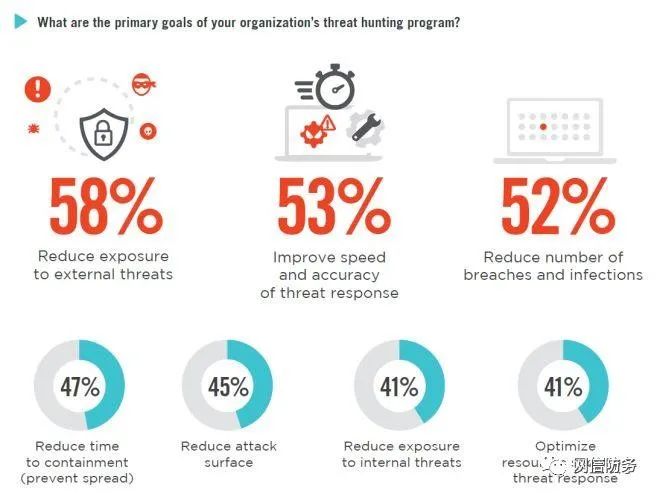 What are the primary goals of your organization's threat hunting program?
58%
Reduce exposure
to external threats
53%
Improve speed
and accuracy
of threat response
52%
Reduce number of
breaches and infections
47%
Reduce time
to containment
(prevent spread)
45%
Reduce attack
surface
41%
Reduce exposure
to internal threats
41%
Optimize
threat response
网信防务